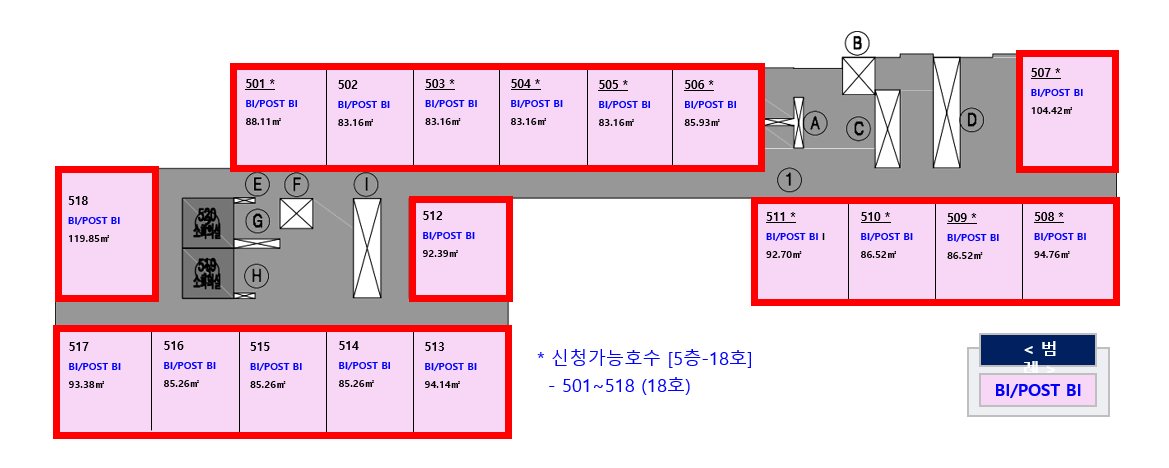 501 *
BI/POST BI
88.11㎡
502
BI/POST BI
83.16㎡
503 *
BI/POST BI
83.16㎡
504 *
BI/POST BI
83.16㎡
505 *
BI/POST BI
83.16㎡
506 *
BI/POST BI
85.93㎡
A
B
C
D
507 *
BI/POST BI
104.42㎡
1
518
BI/POST BI
119.85㎡
E
F
G
H
I
520
519
512
BI/POST BI
92.39㎡
511 *
BI/POST BI I
92.70㎡
510 *
BI/POST BI
86.52㎡
509 *
BI/POST BI
86.52㎡
508 *
BI/POST BI
94.76㎡
517
BI/POST BI
93.38㎡
516
BI/POST BI
85.26㎡
515
BI/POST BI
85.26㎡
514
BI/POST BI
85.26㎡
513
BI/POST BI
94.14㎡
* 신청가능호수 [5층-18호]
- 501~518 (18호)
< 범
례 >
BI/POST BI